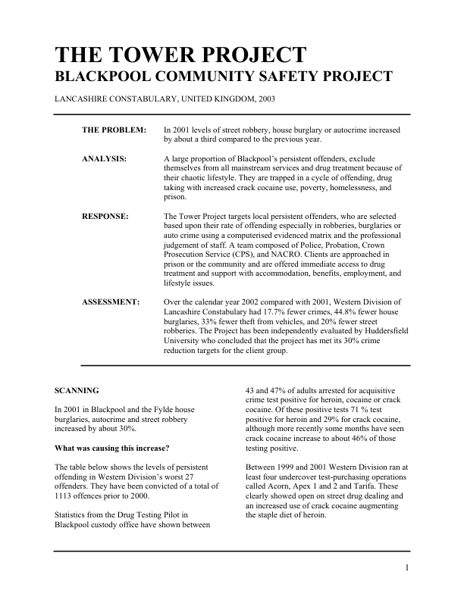 THE TOWER PROJECT
BLACKPOOL COMMUNITY SAFETY PROJECT
LANCASHIRE CONSTABULARY, UNITED KINGDOM, 2003
THE PROBLEM: In 2001 levels of street robbery, house burglary or autocrime increased
by about a third compared to the previous year.
ANALYSIS: A large proportion of Blackpool's persistent offenders, exclude
themselves from all mainstream services and drug treatment because of
their chaotic lifestyle. They are trapped in a cycle of offending, drug
taking with increased crack cocaine use, poverty, homelessness, and
prison.
RESPONSE: The Tower Project targets local persistent offenders, who are selected
based upon their rate of offending especially in robberies, burglaries or
auto crime using a computerised evidenced matrix and the professional
judgement of staff. A team composed of Police, Probation, Crown
Prosecution Service (CPS), and NACRO. Clients are approached in
prison or the community and are offered immediate access to drug
treatment and support with accommodation, benefits, employment, and
lifestyle issues.
ASSESSMENT: Over the calendar year 2002 compared with 2001, Western Division of
Lancashire Constabulary had 17.7% fewer crimes, 44.8% fewer house
burglaries, 33% fewer theft from vehicles, and 20% fewer street
robberies. The Project has been independently evaluated by Huddersfield
University who concluded that the project has met its 30% crime
reduction targets for the client group.
SCANNING
In 2001 in Blackpool and the Fylde house
burglaries, autocrime and street robbery
increased by about 30%.
What was causing this increase?
The table below shows the levels of persistent
offending in Western Division's worst 27
offenders. They have been convicted of a total of
1113 offences prior to 2000.
Statistics from the Drug Testing Pilot in
Blackpool custody office have shown between
43 and 47% of adults arrested for acquisitive
crime test positive for heroin, cocaine or crack
cocaine. Of these positive tests 71 % test
positive for heroin and 29% for crack cocaine,
although more recently some months have seen
crack cocaine increase to about 46% of those
testing positive.
Between 1999 and 2001 Western Division ran at
least four undercover test-purchasing operations
called Acorn, Apex 1 and 2 and Tarifa. These
clearly showed open on street drug dealing and
an increased use of crack cocaine augmenting
the staple diet of heroin.
1